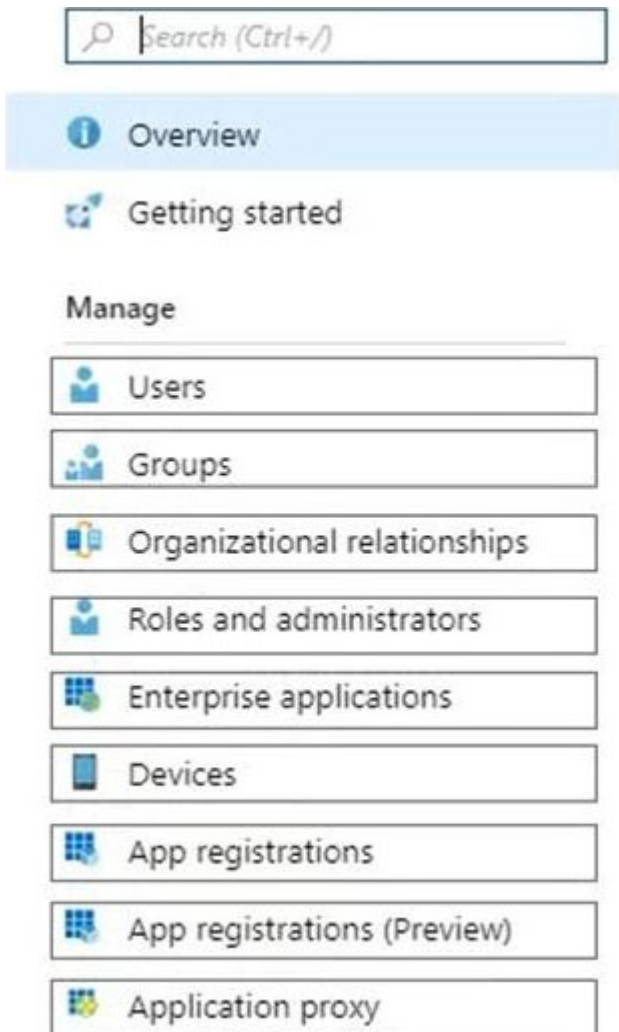 Search (Ctrl+/)
Overview
Getting started
Manage
Users
Groups
Organizational relationships
Roles and administrators
Enterprise applications
Devices
App registrations
App registrations (Preview)
Application proxy